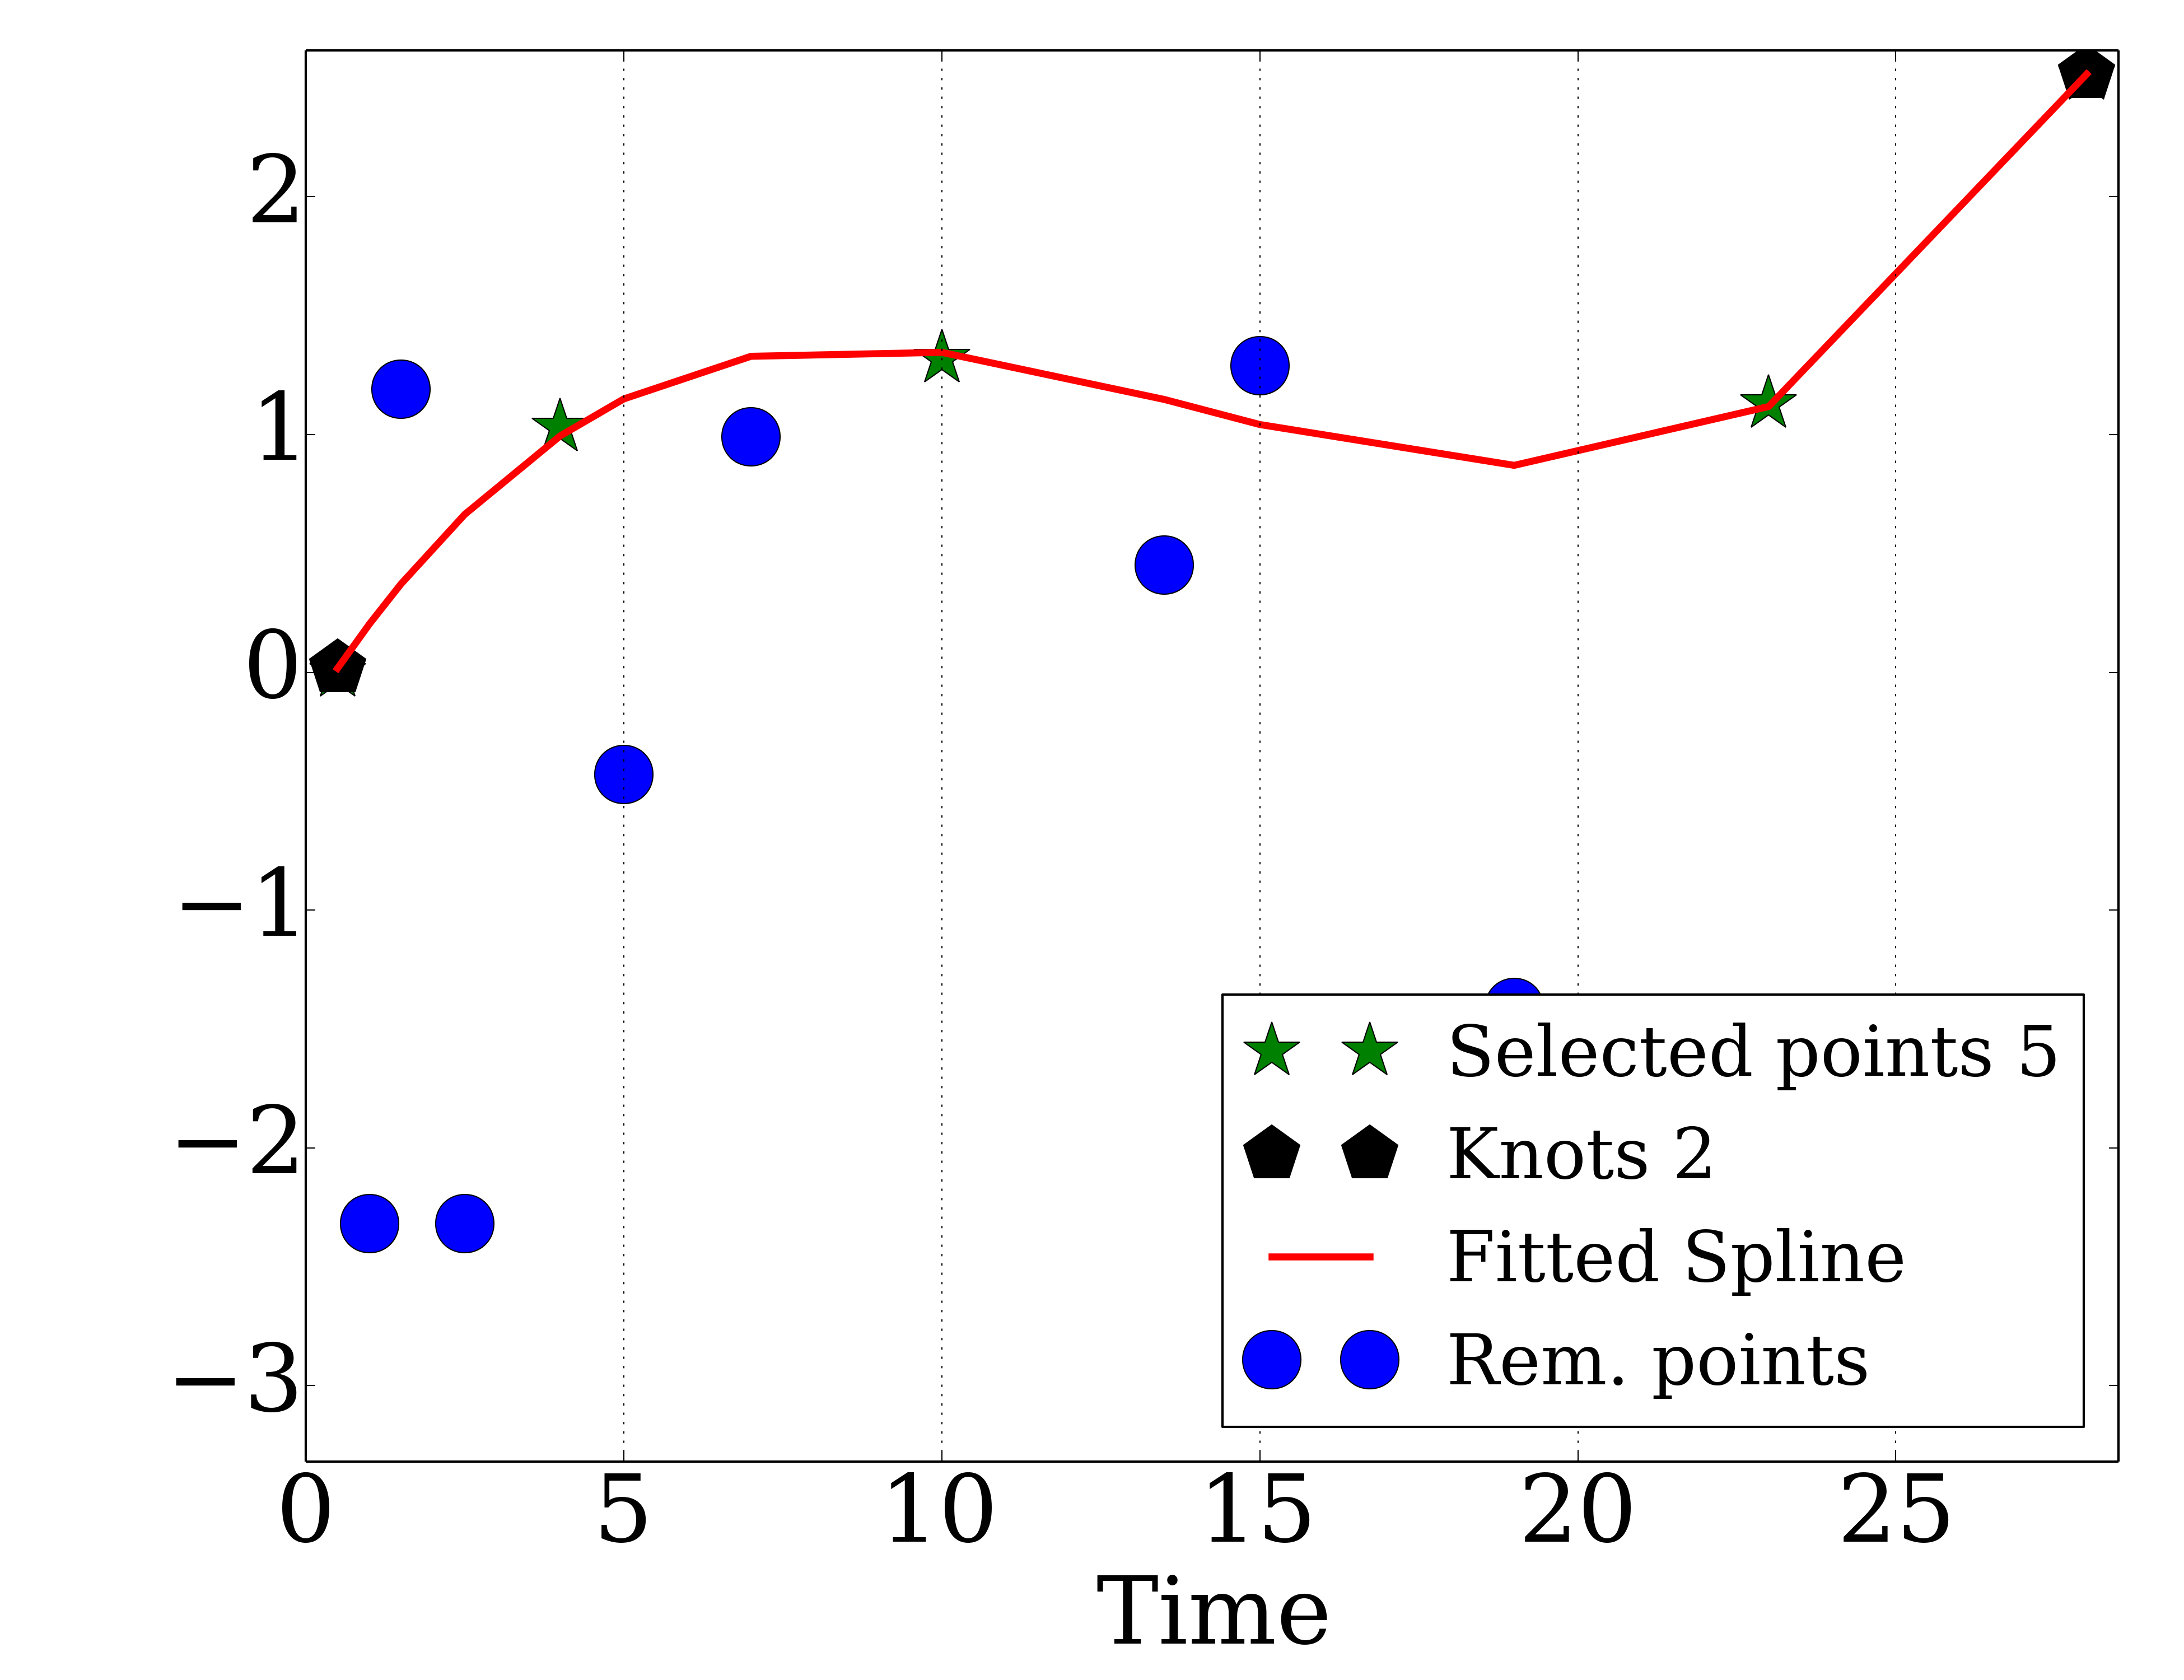 2
1
0
−1
−2
−3
0 5 10 15 20 25
Time
Selected points 5
Knots 2
Fitted Spline
Rem. points